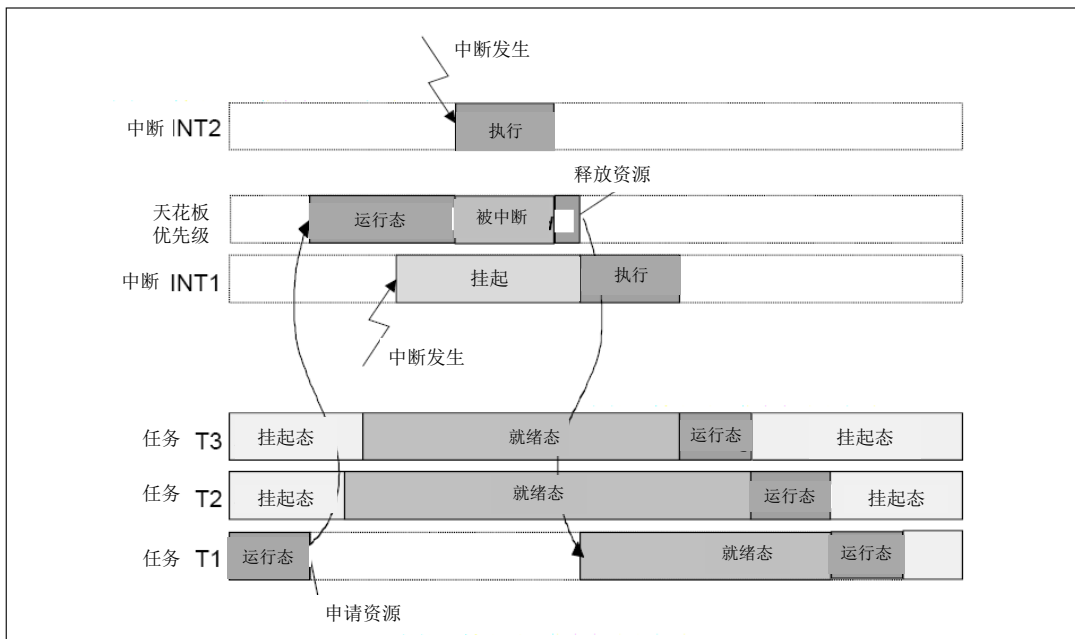 中断发生
中断 INT2
执行
释放资源
天花板
优先级
运行态
被中断
中断 INT1
挂起
执行
中断发生
任务 T3
挂起态
就绪态
运行态
挂起态
任务 T2
挂起态
就绪态
运行态
挂起态
任务 T1
运行态
就绪态
运行态
申请资源